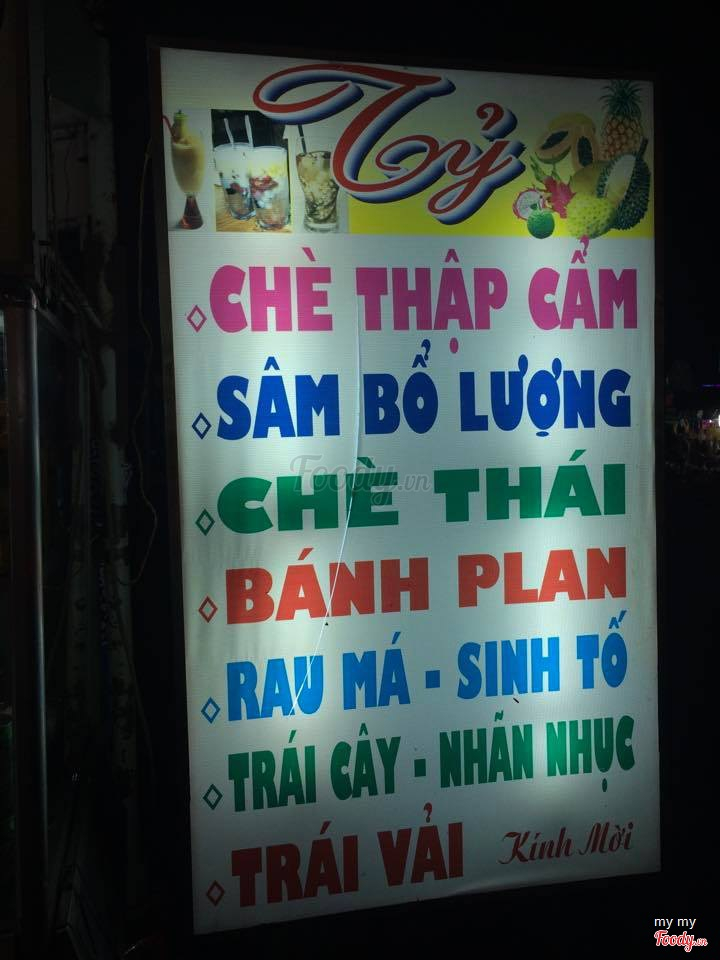 Tỷ
CHÈ THẬP CẨM
SÂM BỔ LƯỢNG
Foody.vn
CHÈ THÁI
BÁNH PLAN
RAU MÁ - SINH TỐ
TRÁI CÂY - NHÃN NHỤC
TRÁI VẢI Kính Mời
my my
Foody.vn